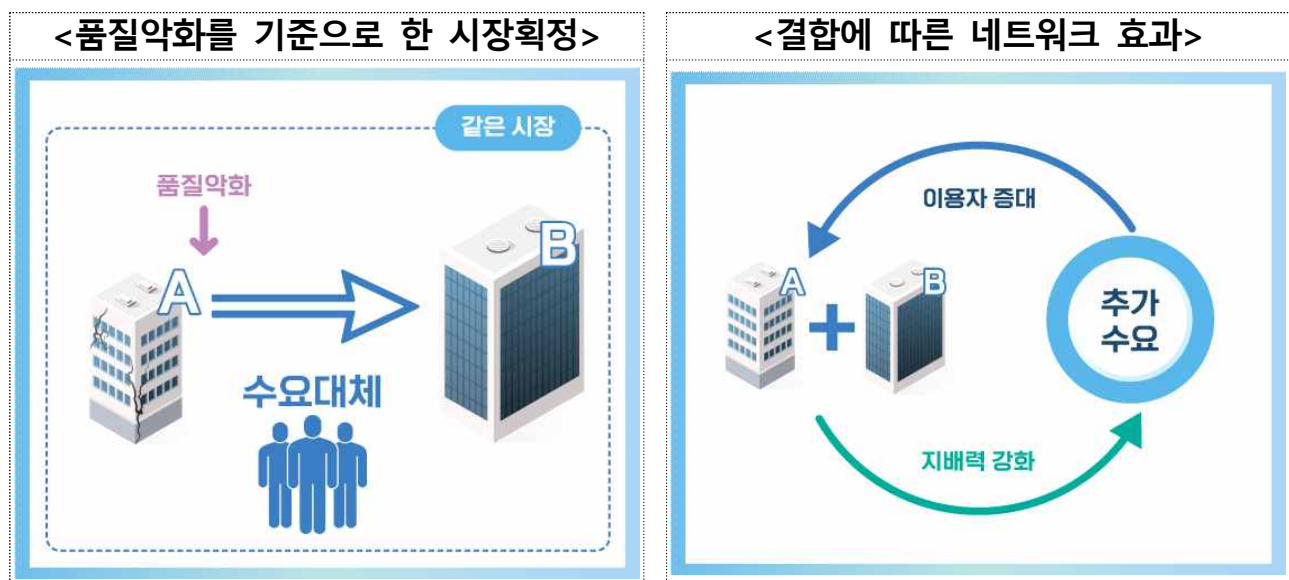 <품질악화를 기준으로 한 시장획정>
같은 시장
품질악화
A
B
수요대체
<결합에 따른 네트워크 효과>
이용자 증대
A
B
추가
수요
지배력 강화